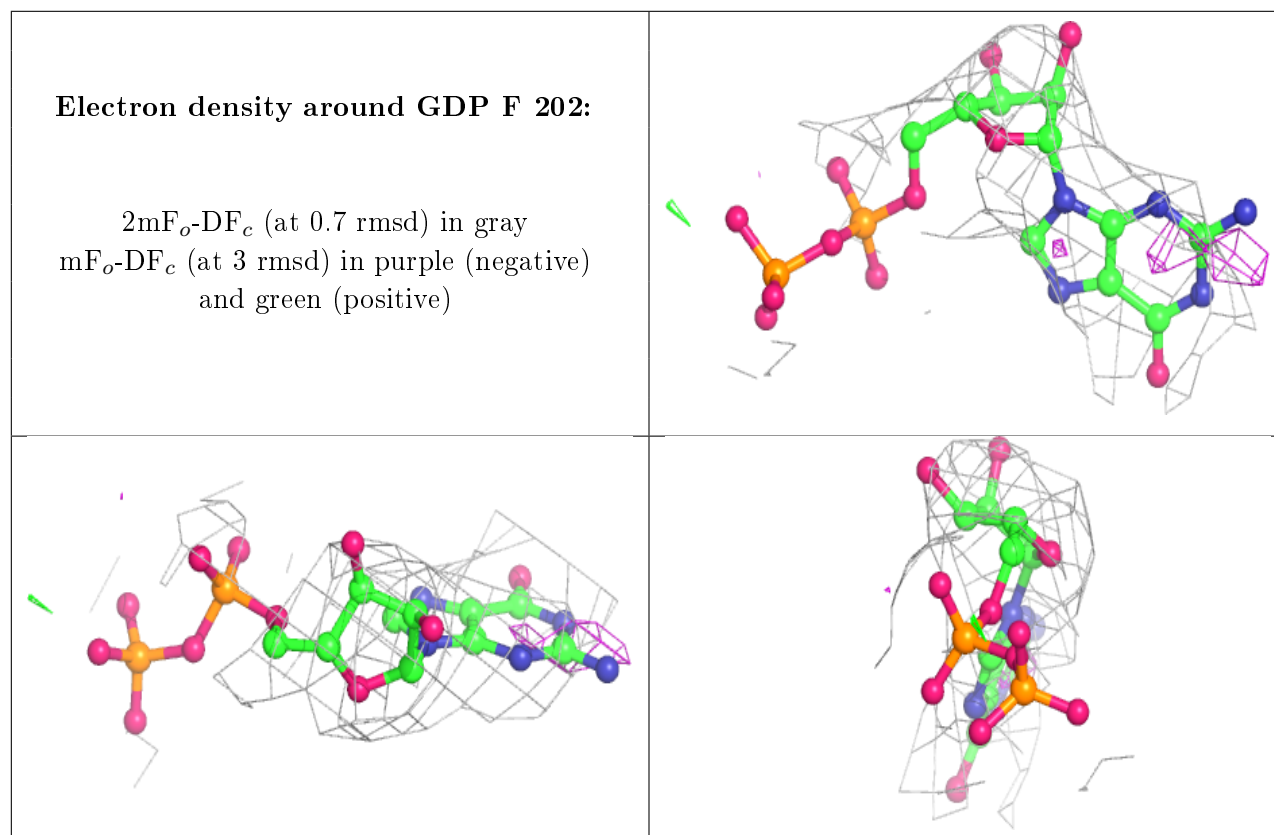 Electron density around GDP F 202:
2mFₒ-DF𝒸 (at 0.7 rmsd) in gray
mFₒ-DF𝒸 (at 3 rmsd) in purple (negative)
and green (positive)